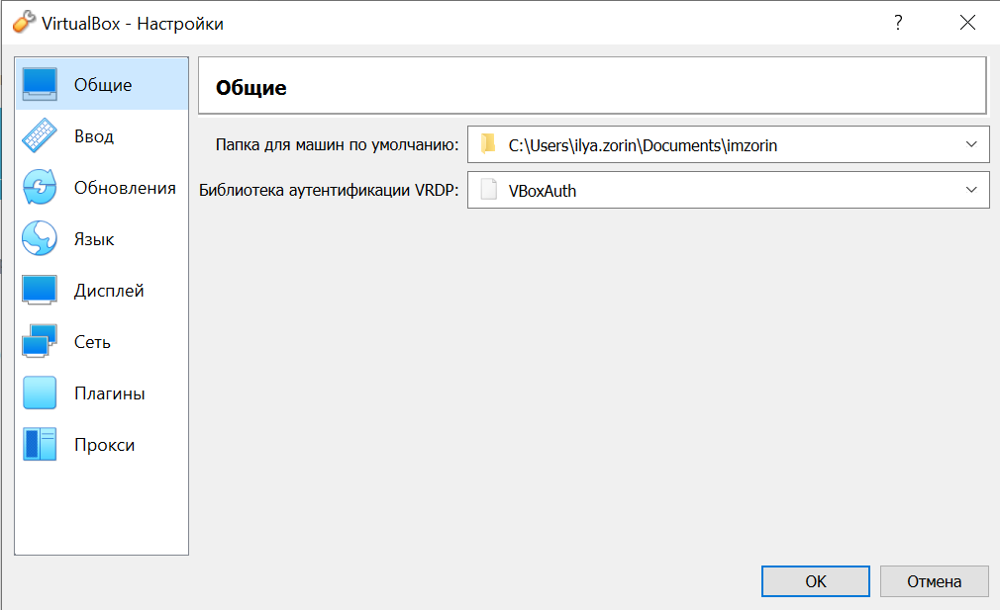 VirtualBox - Настройки
?
Общие
Ввод
Обновления
Язык
Дисплей
Сеть
Плагины
Прокси
Общие
Папка для машин по умолчанию: C:\Users\ilya.zorin\Documents\imzorin
Библиотека аутентификации VRDP: VBoxAuth
OK Отмена